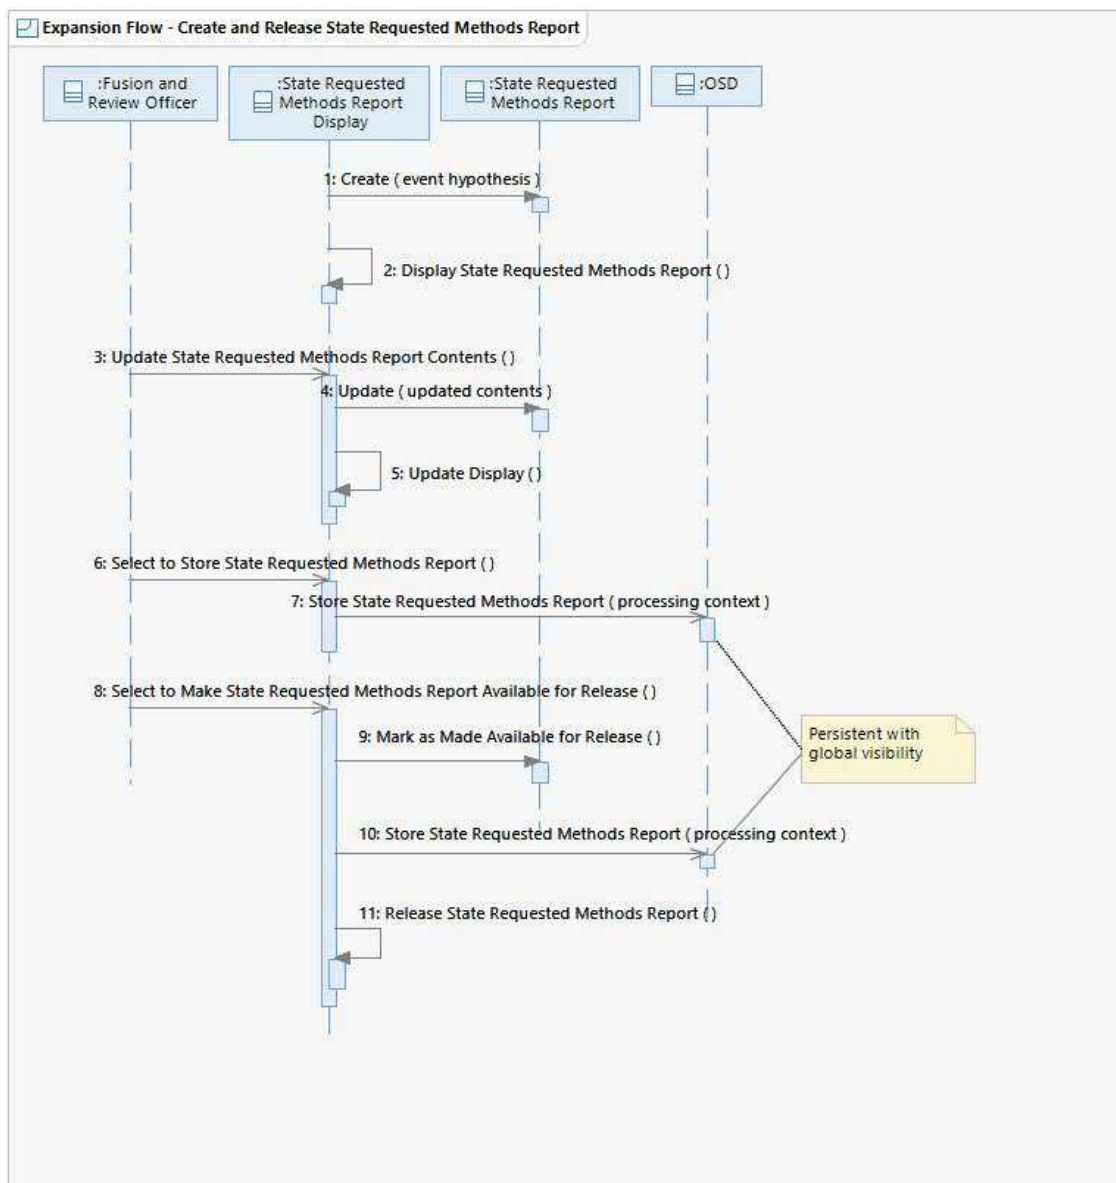 Expansion Flow - Create and Release State Requested Methods Report
:Fusion and
Review Officer
:State Requested
Methods Report
Display
:State Requested
Methods Report
:OSD
1: Create ( event hypothesis )
2: Display State Requested Methods Report ( )
3: Update State Requested Methods Report Contents ( )
4: Update ( updated contents )
5: Update Display ( )
6: Select to Store State Requested Methods Report ( )
7: Store State Requested Methods Report ( processing context )
8: Select to Make State Requested Methods Report Available for Release ( )
9: Mark as Made Available for Release ( )
Persistent with
global visibility
10: Store State Requested Methods Report ( processing context )
11: Release State Requested Methods Report ( )